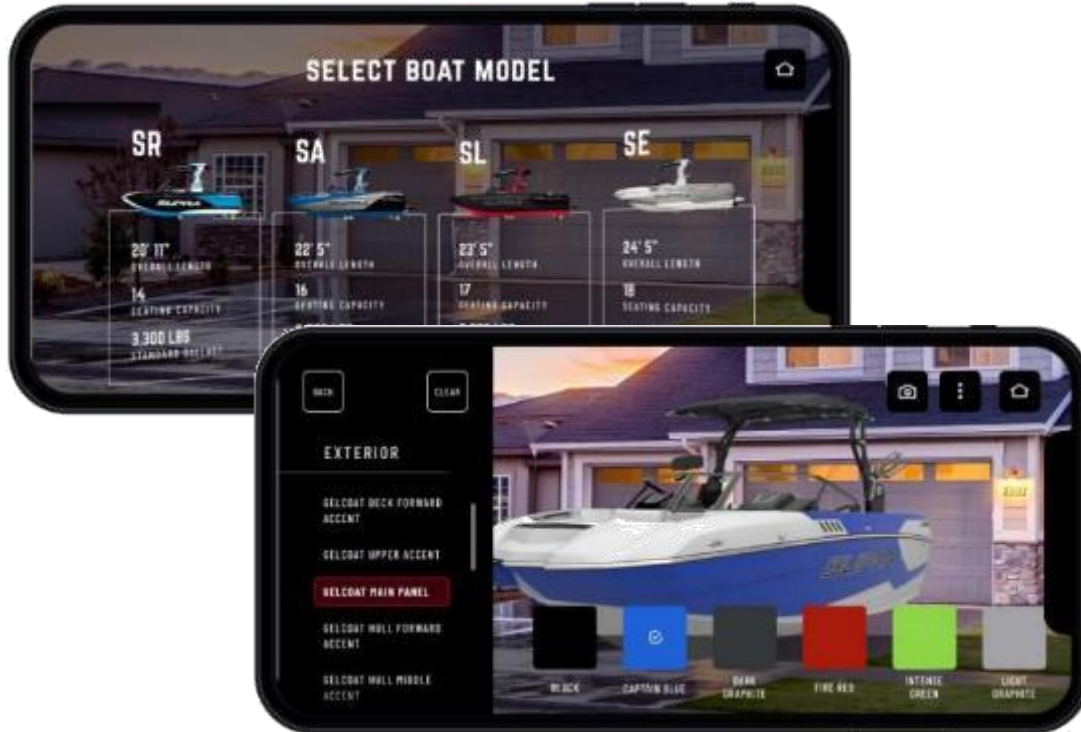 SELECT BOAT MODEL
SR
SA
SL
SE
SUPRA
20' 11"
OVERALL LENGTH
14
SEATING CAPACITY
3,300 LBS
STANDARD BALLAST
22' 5"
OVERALL LENGTH
16
SEATING CAPACITY
23' 5"
OVERALL LENGTH
17
SEATING CAPACITY
24' 5"
OVERALL LENGTH
18
SEATING CAPACITY
BACK
CLEAR
EXTERIOR
GELCOAT DECK FORWARD
ACCENT
GELCOAT UPPER ACCENT
GELCOAT MAIN PANEL
GELCOAT HULL FORWARD
ACCENT
GELCOAT HULL MIDDLE
ACCENT
SUPRA
BLACK
CAPTAIN BLUE
DARK
GRAPHITE
FIRE RED
INTENSE
GREEN
LIGHT
GRAPHITE